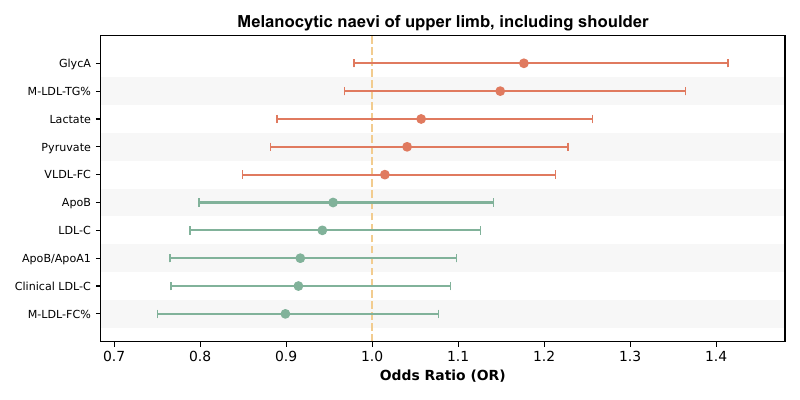 Melanocytic naevi of upper limb, including shoulder
GlycA
M-LDL-TG%
Lactate
Pyruvate
VLDL-FC
ApoB
LDL-C
ApoB/ApoA1
Clinical LDL-C
M-LDL-FC%
0.7 0.8 0.9 1.0 1.1 1.2 1.3 1.4
Odds Ratio (OR)